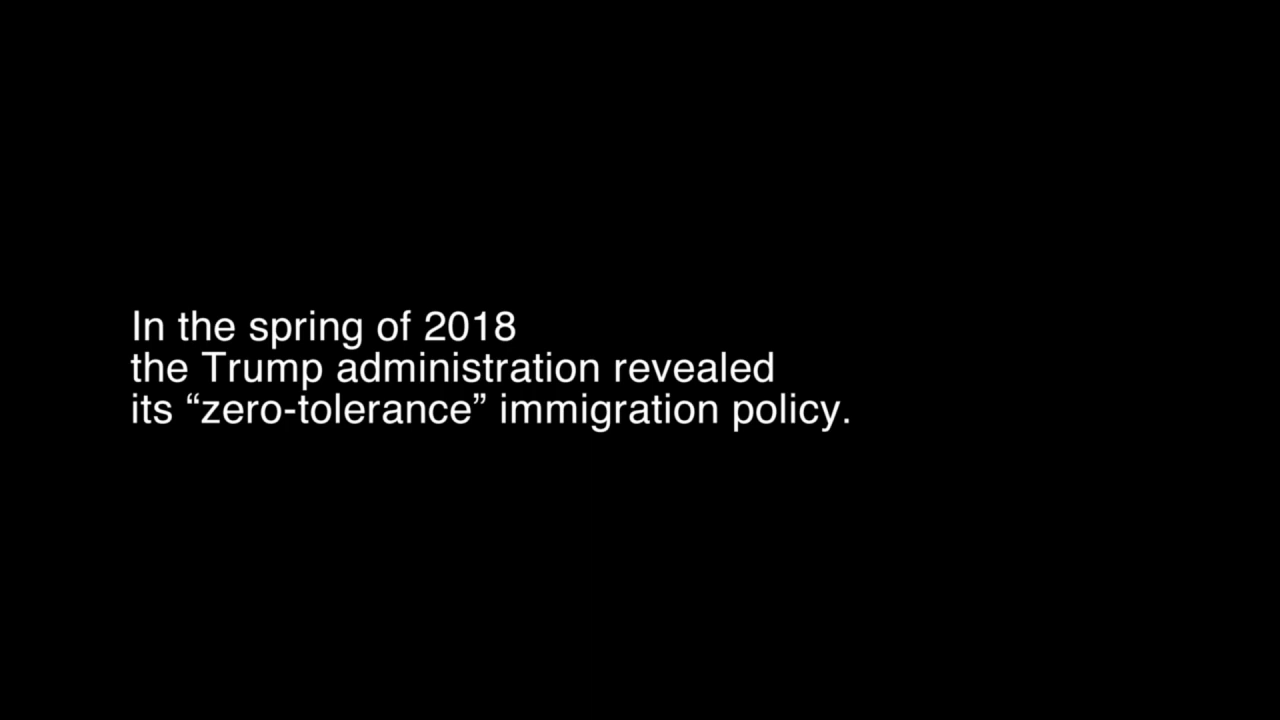 In the spring of 2018
the Trump administration revealed
its “zero-tolerance” immigration policy.